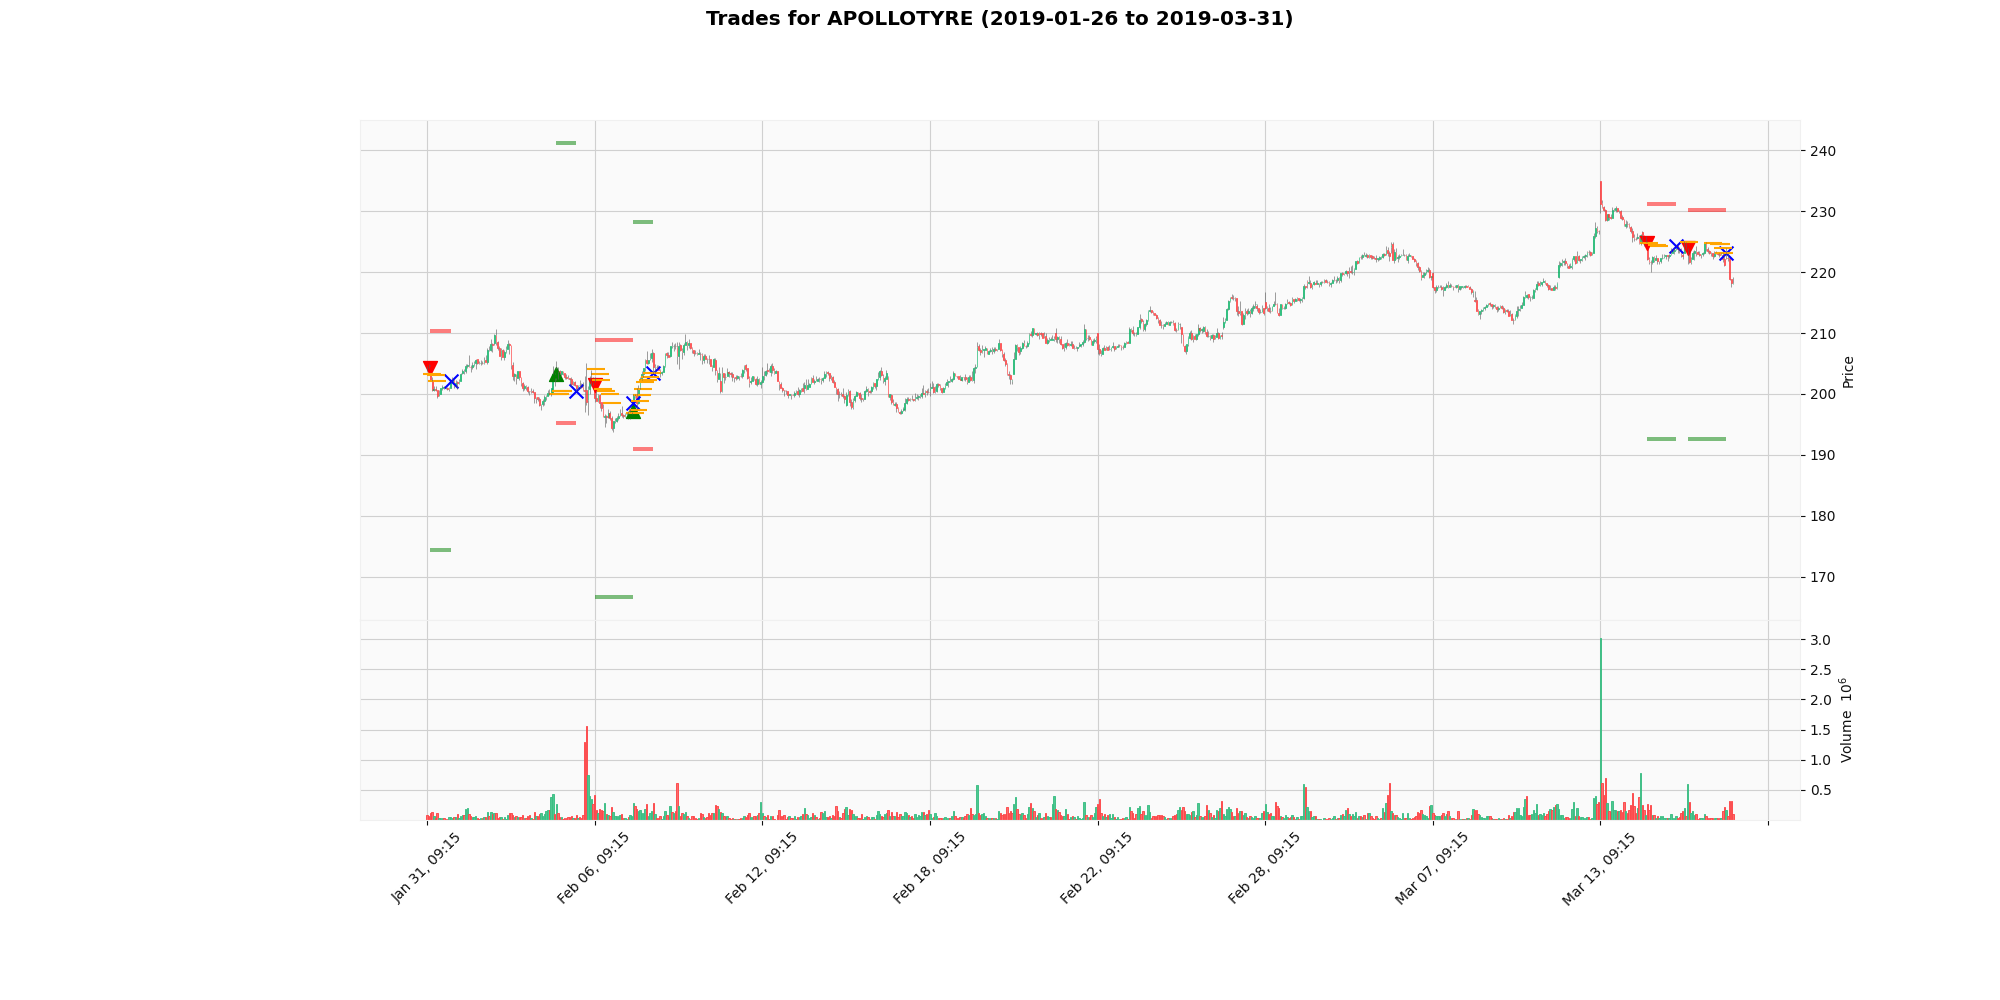 Trades for APOLLOTYRE (2019-01-26 to 2019-03-31)
240
230
220
210
200
190
180
170
Price
3.0
2.5
2.0
1.5
1.0
0.5
Volume 10⁶
Jan 31, 09:15
Feb 06, 09:15
Feb 12, 09:15
Feb 18, 09:15
Feb 22, 09:15
Feb 28, 09:15
Mar 07, 09:15
Mar 13, 09:15